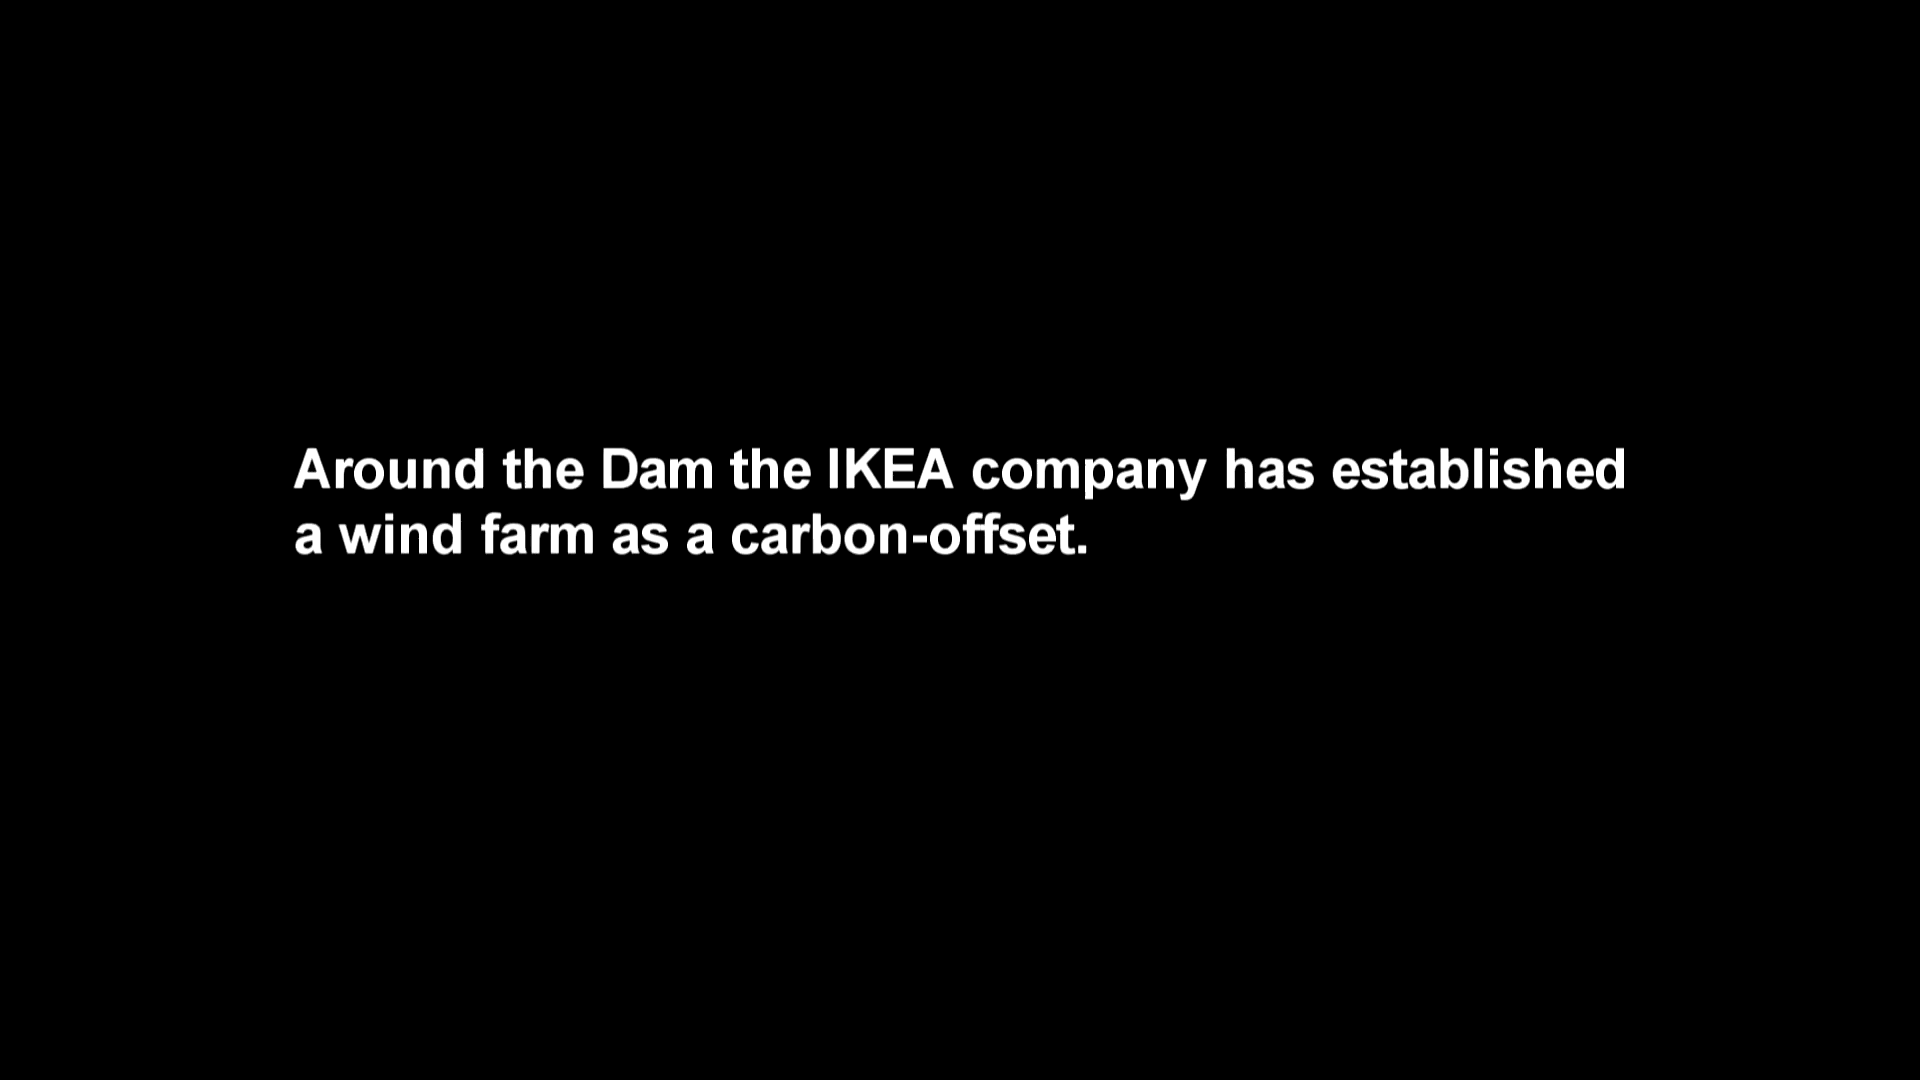 Around the Dam the IKEA company has established
a wind farm as a carbon-offset.